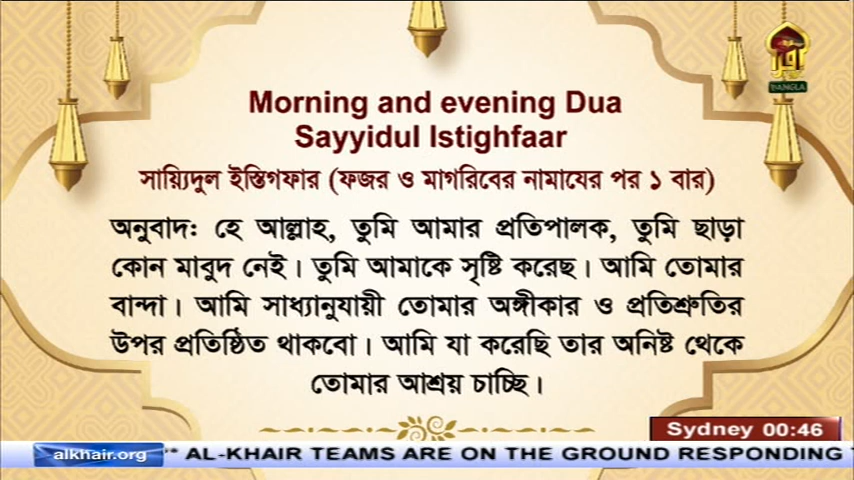 اقرأ
BANGLA
Morning and evening Dua
Sayyidul Istighfaar
সায়্যিদুল ইস্তিগফার (ফজর ও মাগরিবের নামাযের পর ১ বার)
অনুবাদ: হে আল্লাহ, তুমি আমার প্রতিপালক, তুমি ছাড়া
কোন মাবুদ নেই। তুমি আমাকে সৃষ্টি করেছ। আমি তোমার
বান্দা। আমি সাধ্যানুযায়ী তোমার অঙ্গীকার ও প্রতিশ্রুতির
উপর প্রতিষ্ঠিত থাকবো। আমি যা করেছি তার অনিষ্ট থেকে
তোমার আশ্রয় চাচ্ছি।
Sydney 00:46
alkhair.org ** AL-KHAIR TEAMS ARE ON THE GROUND RESPONDING